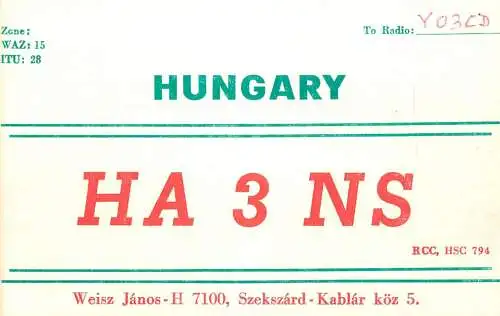 Zone:
WAZ: 15
ITU: 28
To Radio: YO3CD
HUNGARY
HA 3 NS
RCC, HSC 794
Weisz János - H 7100, Szekszárd - Kablár köz 5.